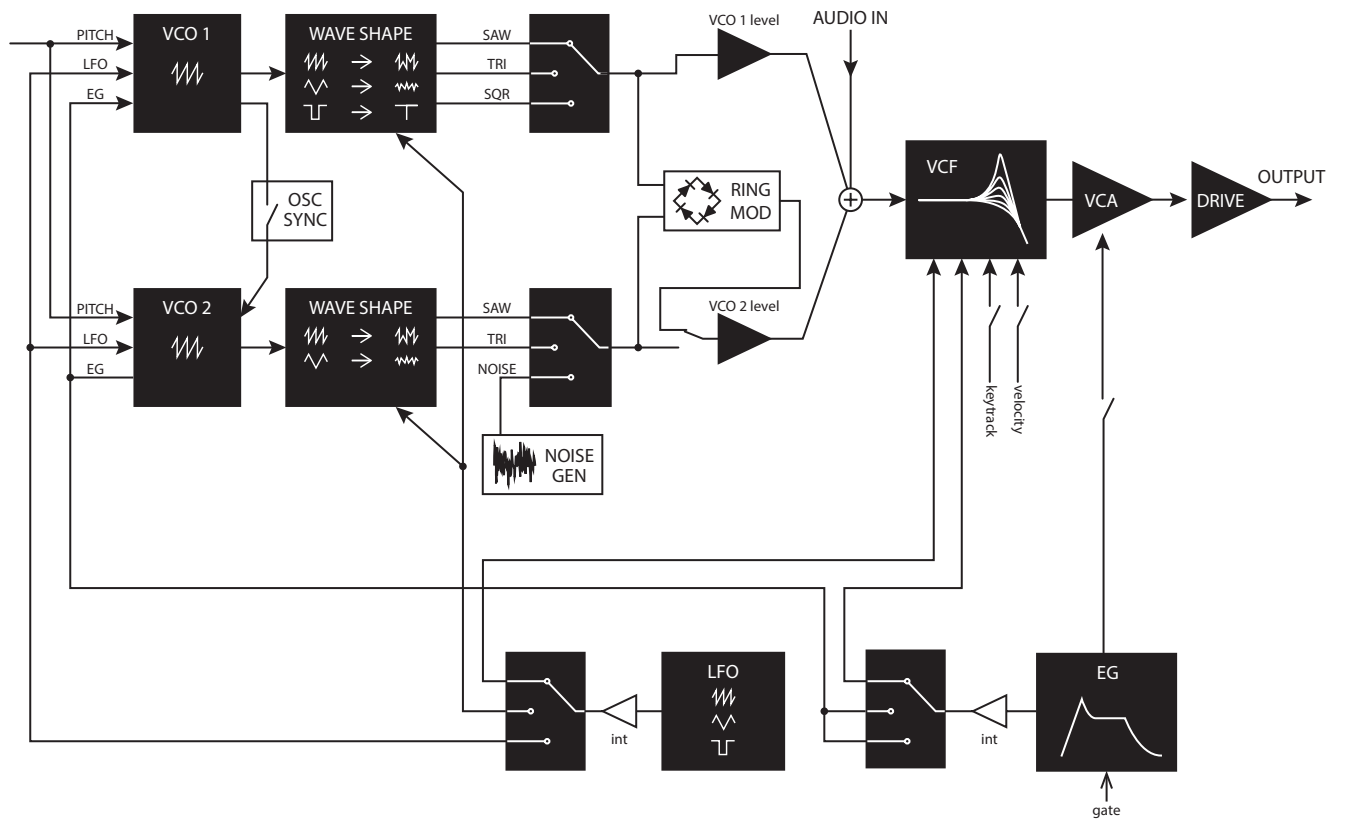 AUDIO IN
PITCH
LFO
EG
VCO 1
WAVE SHAPE
SAW
TRI
SQR
VCO 1 level
OSC
SYNC
RING
MOD
VCF
VCA
DRIVE
OUTPUT
PITCH
LFO
EG
VCO 2
WAVE SHAPE
SAW
TRI
NOISE
VCO 2 level
NOISE
GEN
keytrack
velocity
int
LFO
int
EG
gate